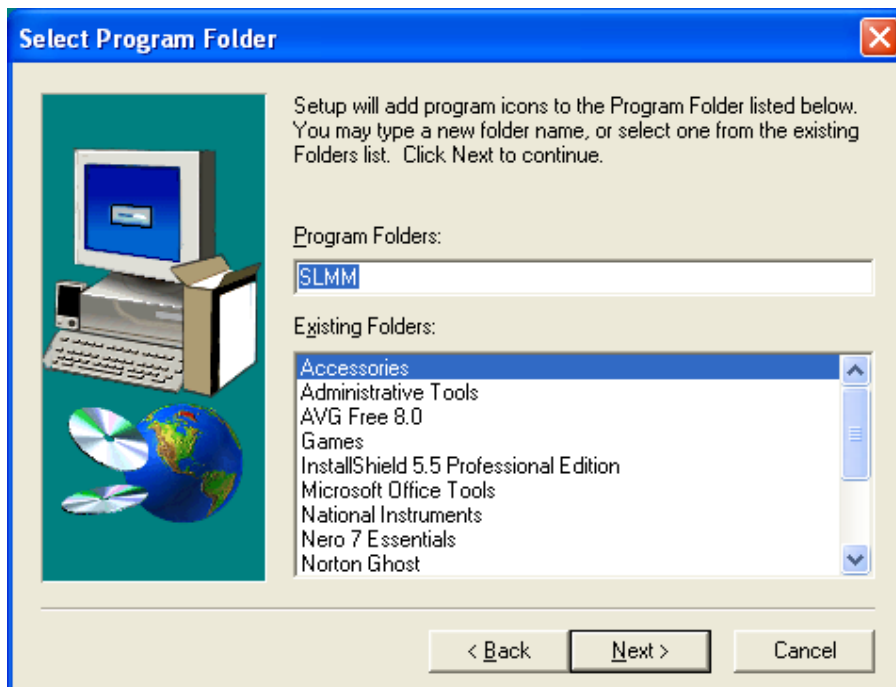 Select Program Folder
Setup will add program icons to the Program Folder listed below.
You may type a new folder name, or select one from the existing
Folders list.  Click Next to continue.
Program Folders:
SLMM
Existing Folders:
Accessories
Administrative Tools
AVG Free 8.0
Games
InstallShield 5.5 Professional Edition
Microsoft Office Tools
National Instruments
Nero 7 Essentials
Norton Ghost
< Back
Next >
Cancel